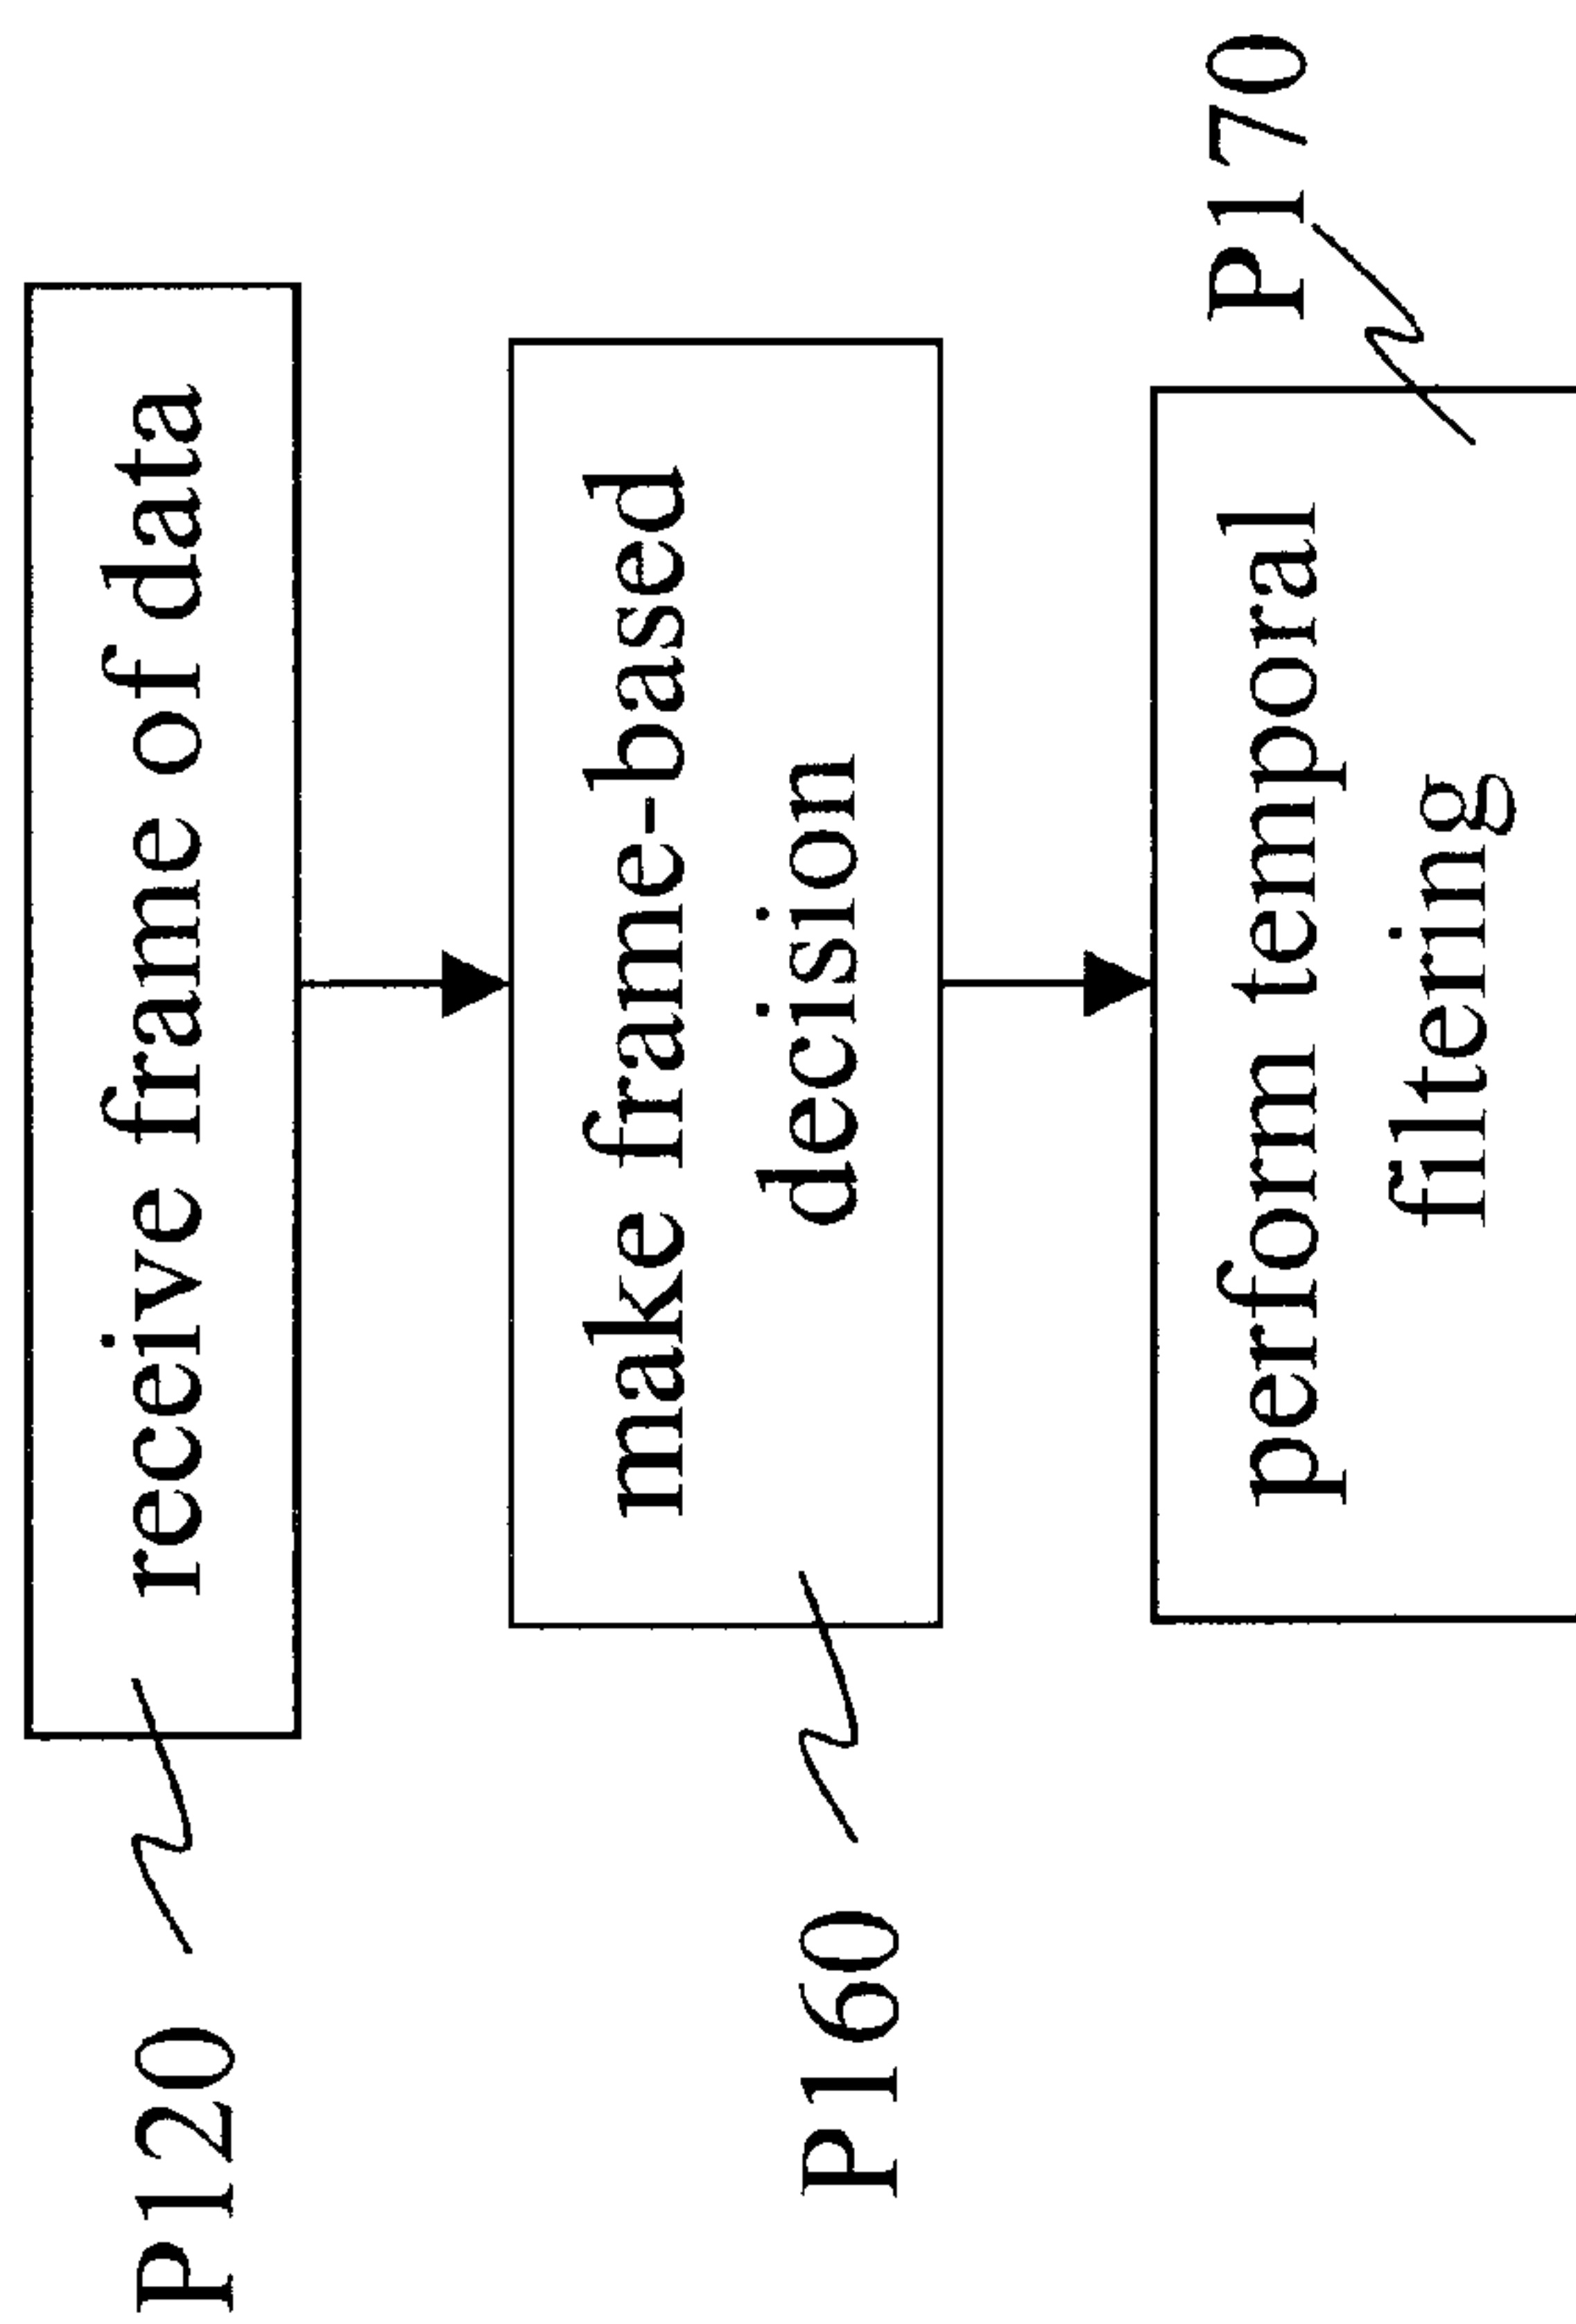 P120
receive frame of data
P160
make frame-based
decision
perform temporal
filtering
P170